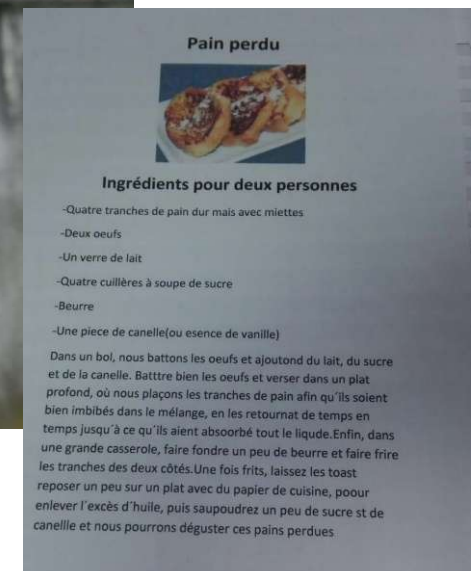 Pain perdu
Ingrédients pour deux personnes
-Quatre tranches de pain dur mais avec miettes
-Deux oeufs
-Un verre de lait
-Quatre cuillères à soupe de sucre
-Beurre
-Une piece de canelle(ou esence de vanille)
Dans un bol, nous battons les oeufs et ajoutond du lait, du sucre
et de la canelle. Batttre bien les oeufs et verser dans un plat
profond, où nous plaçons les tranches de pain afin qu´ils soient
bien imbibés dans le mélange, en les retournat de temps en
temps jusqu´à ce qu´ils aient absoorbé tout le liqude.Enfin, dans
une grande casserole, faire fondre un peu de beurre et faire frire
les tranches des deux côtés.Une fois frits, laissez les toast
reposer un peu sur un plat avec du papier de cuisine, poour
enlever l´excès d´huile, puis saupoudrez un peu de sucre st de
canellle et nous pourrons déguster ces pains perdues